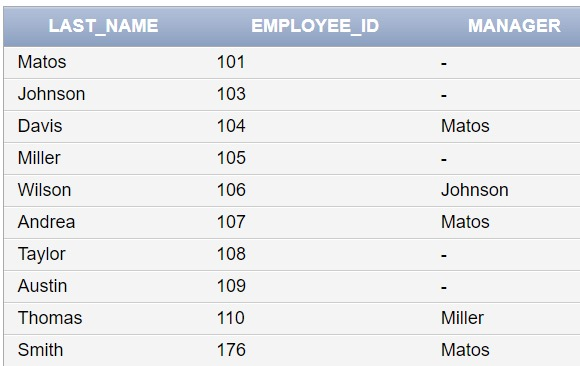 LAST_NAME EMPLOYEE_ID MANAGER
Matos 101 -
Johnson 103 -
Davis 104 Matos
Miller 105 -
Wilson 106 Johnson
Andrea 107 Matos
Taylor 108 -
Austin 109 -
Thomas 110 Miller
Smith 176 Matos